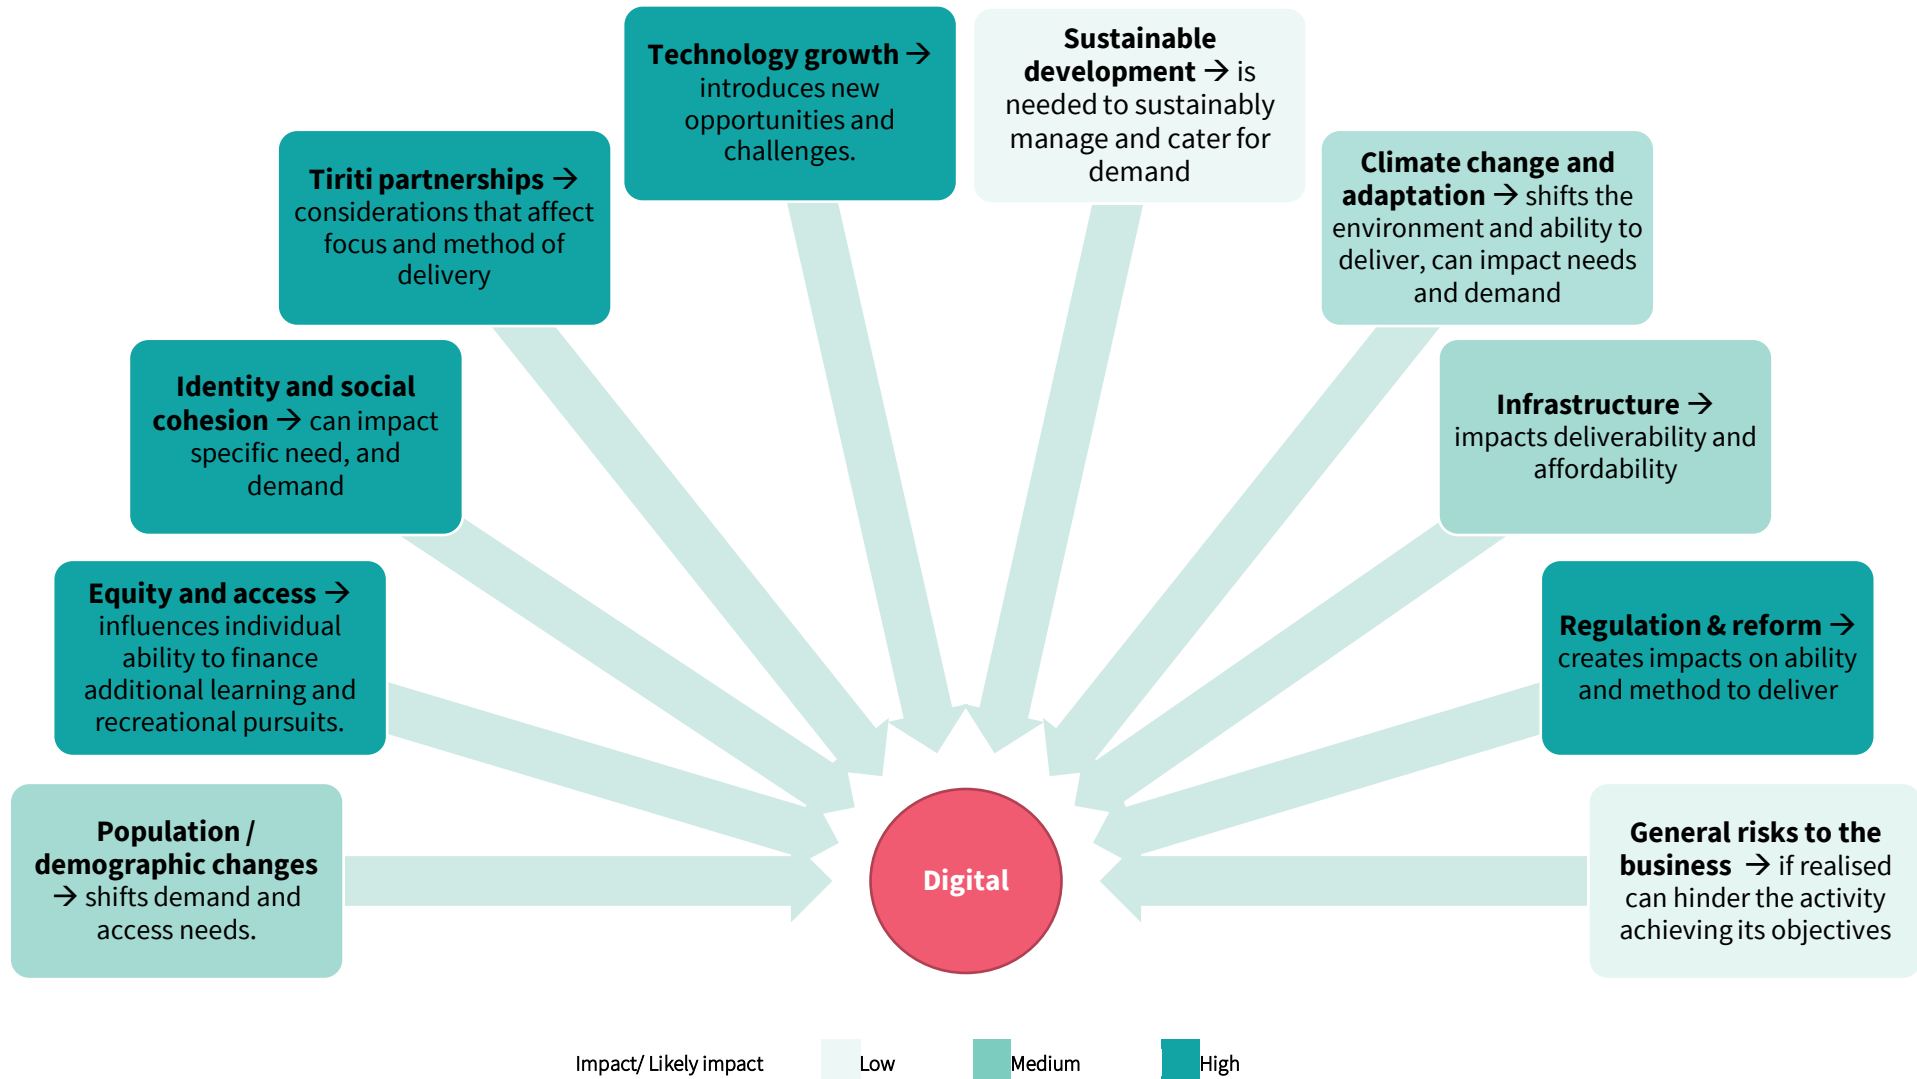 Technology growth →
introduces new
opportunities and
challenges.
Sustainable
development → is
needed to sustainably
manage and cater for
demand
Tiriti partnerships →
considerations that affect
focus and method of
delivery
Climate change and
adaptation → shifts the
environment and ability to
deliver, can impact needs
and demand
Identity and social
cohesion → can impact
specific need, and
demand
Infrastructure →
impacts deliverability and
affordability
Equity and access →
influences individual
ability to finance
additional learning and
recreational pursuits.
Regulation & reform →
creates impacts on ability
and method to deliver
Population /
demographic changes
→ shifts demand and
access needs.
Digital
General risks to the
business → if realised
can hinder the activity
achieving its objectives
Impact/ Likely impact Low Medium High